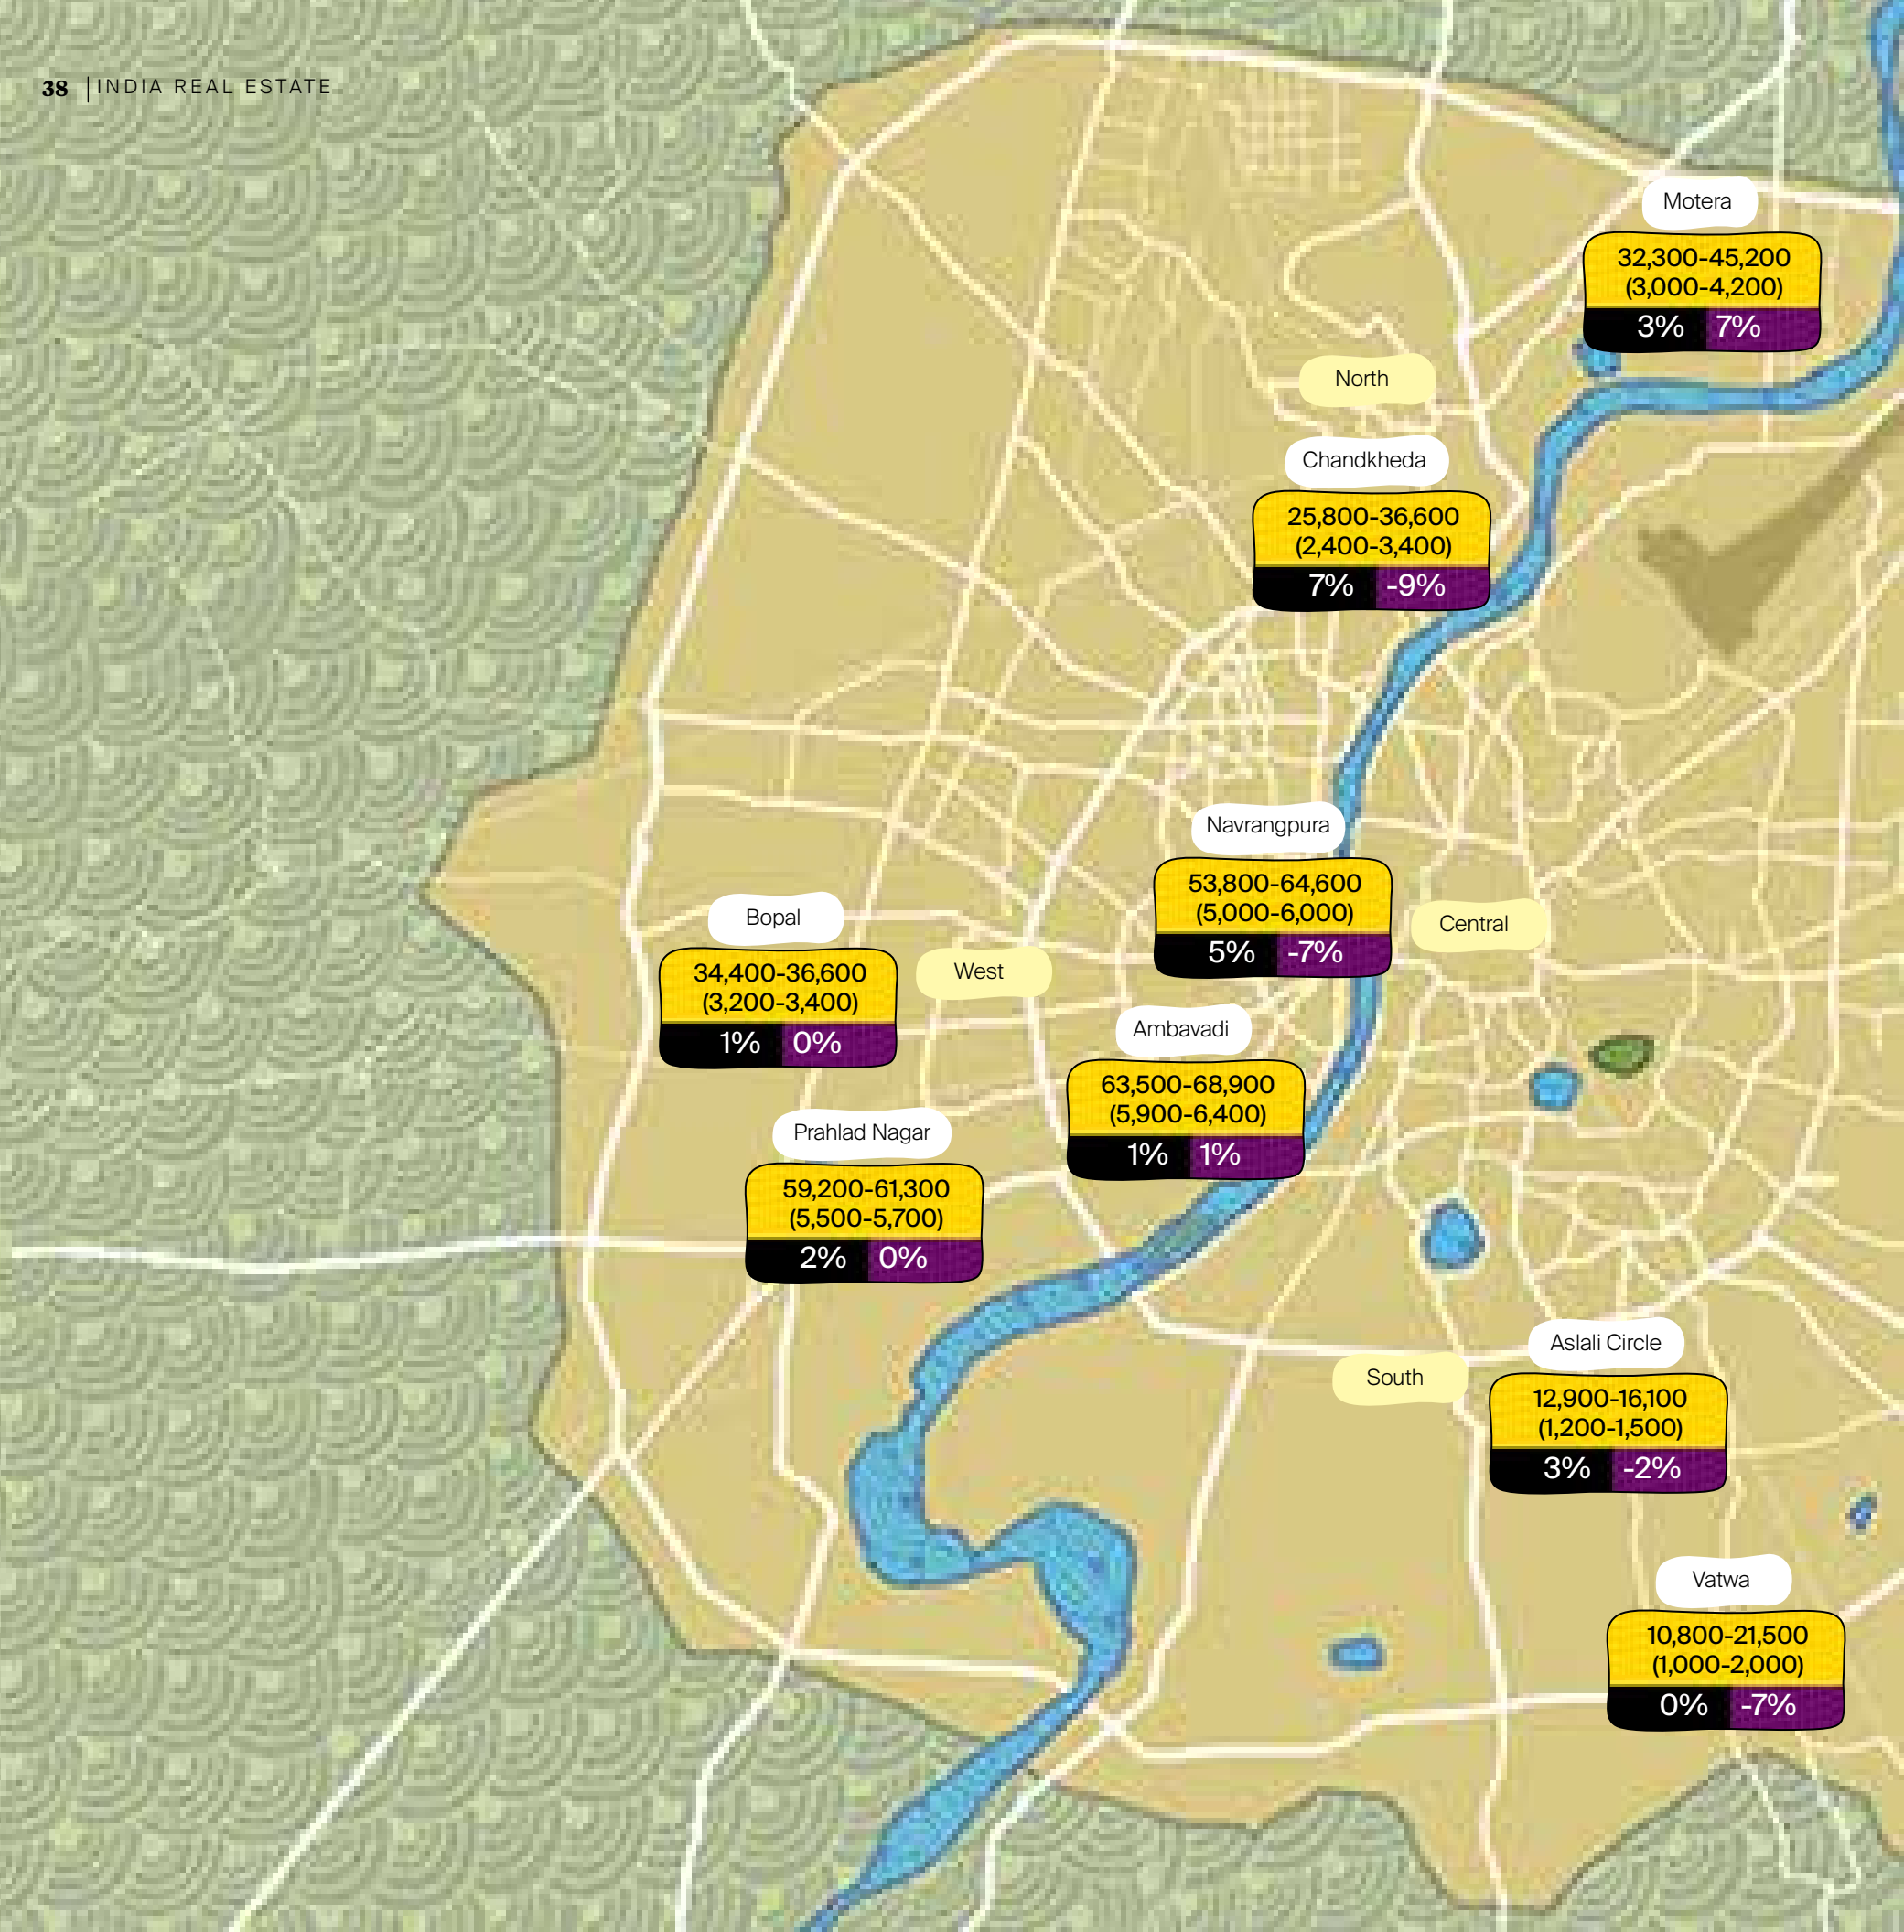 38 | INDIA REAL ESTATE
Motera
32,300-45,200
(3,000-4,200)
3% 7%
North
Chandkheda
25,800-36,600
(2,400-3,400)
7% -9%
Navrangpura
53,800-64,600
(5,000-6,000)
5% -7%
Central
Bopal
34,400-36,600
(3,200-3,400)
1% 0%
West
Ambavadi
63,500-68,900
(5,900-6,400)
1% 1%
Prahlad Nagar
59,200-61,300
(5,500-5,700)
2% 0%
South
Aslali Circle
12,900-16,100
(1,200-1,500)
3% -2%
Vatwa
10,800-21,500
(1,000-2,000)
0% -7%